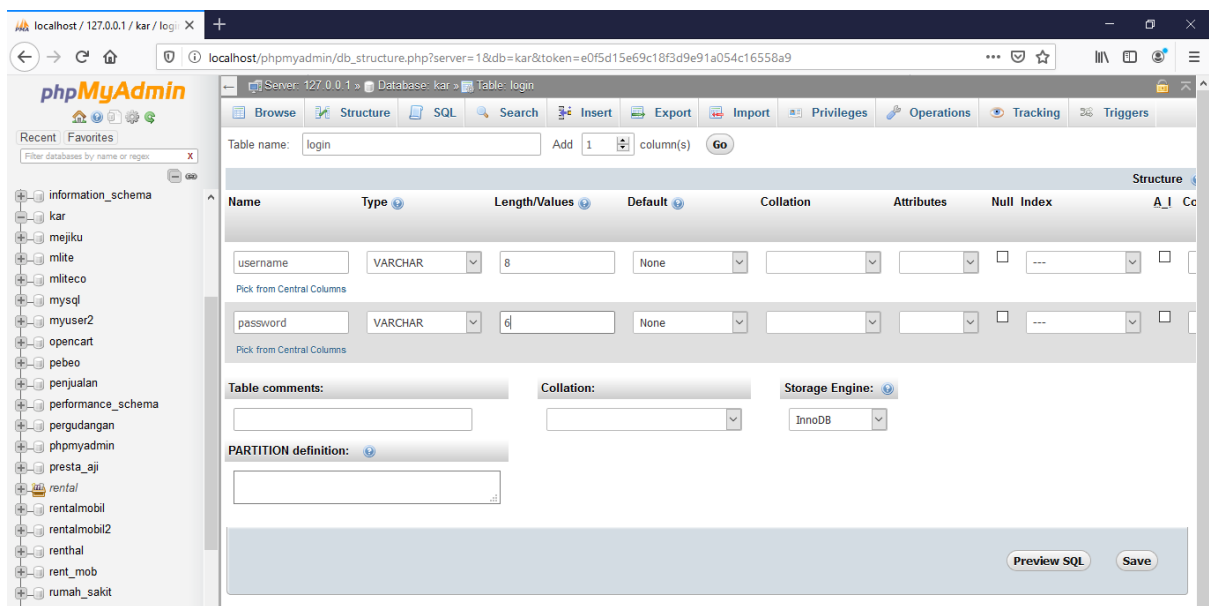 localhost / 127.0.0.1 / kar / logi
localhost/phpmyadmin/db_structure.php?server=1&db=kar&token=e0f5d15e69c18f3d9e91a054c16558a9
phpMyAdmin
Recent Favorites
Filter databases by name or regex X
information_schema
kar
mejiku
mlite
mliteco
mysql
myuser2
opencart
pebeo
penjualan
performance_schema
pergudangan
phpmyadmin
presta_aji
rental
rentalmobil
rentalmobil2
renthal
rent_mob
rumah_sakit
Server: 127.0.0.1 » Database: kar » Table: login
Browse Structure SQL Search Insert Export Import Privileges Operations Tracking Triggers
Table name: login Add 1 column(s) Go
Structure
Name Type Length/Values Default Collation Attributes Null Index A_I Co
username VARCHAR 8 None ---
Pick from Central Columns
password VARCHAR 6 None ---
Pick from Central Columns
Table comments: Collation: Storage Engine:
InnoDB
PARTITION definition:
Preview SQL Save